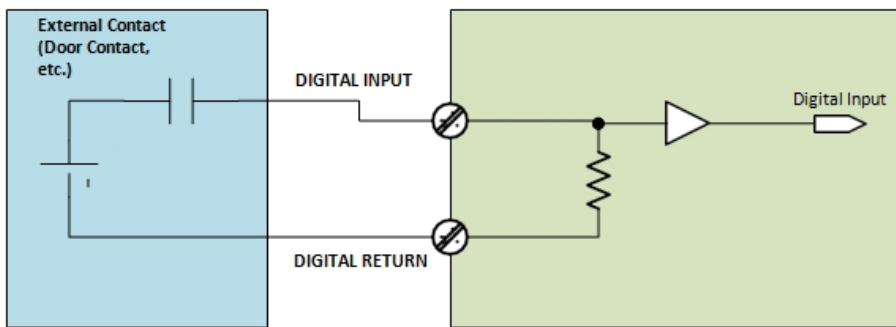 External Contact
(Door Contact,
etc.)
DIGITAL INPUT
Digital Input
DIGITAL RETURN